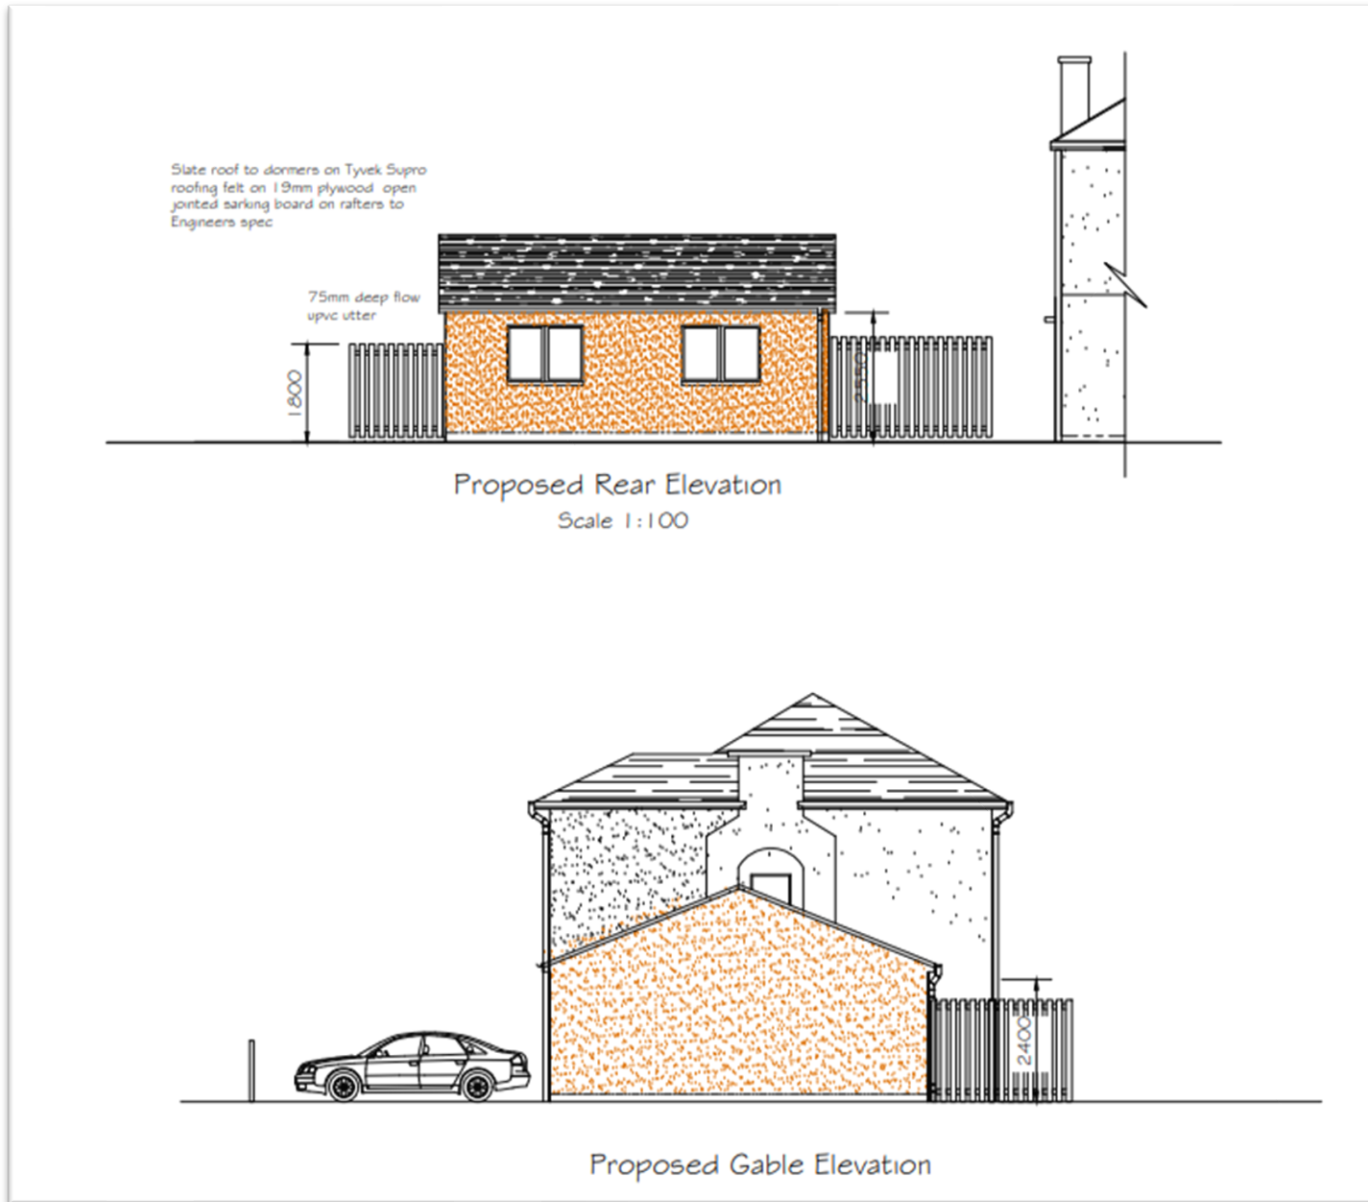 Slate roof to dormers on Tyvek Supro
roofing felt on 19mm plywood open
jointed sarking board on rafters to
Engineers spec
75mm deep flow
upvc utter
1800
2550
Proposed Rear Elevation
Scale 1:100
2400
Proposed Gable Elevation